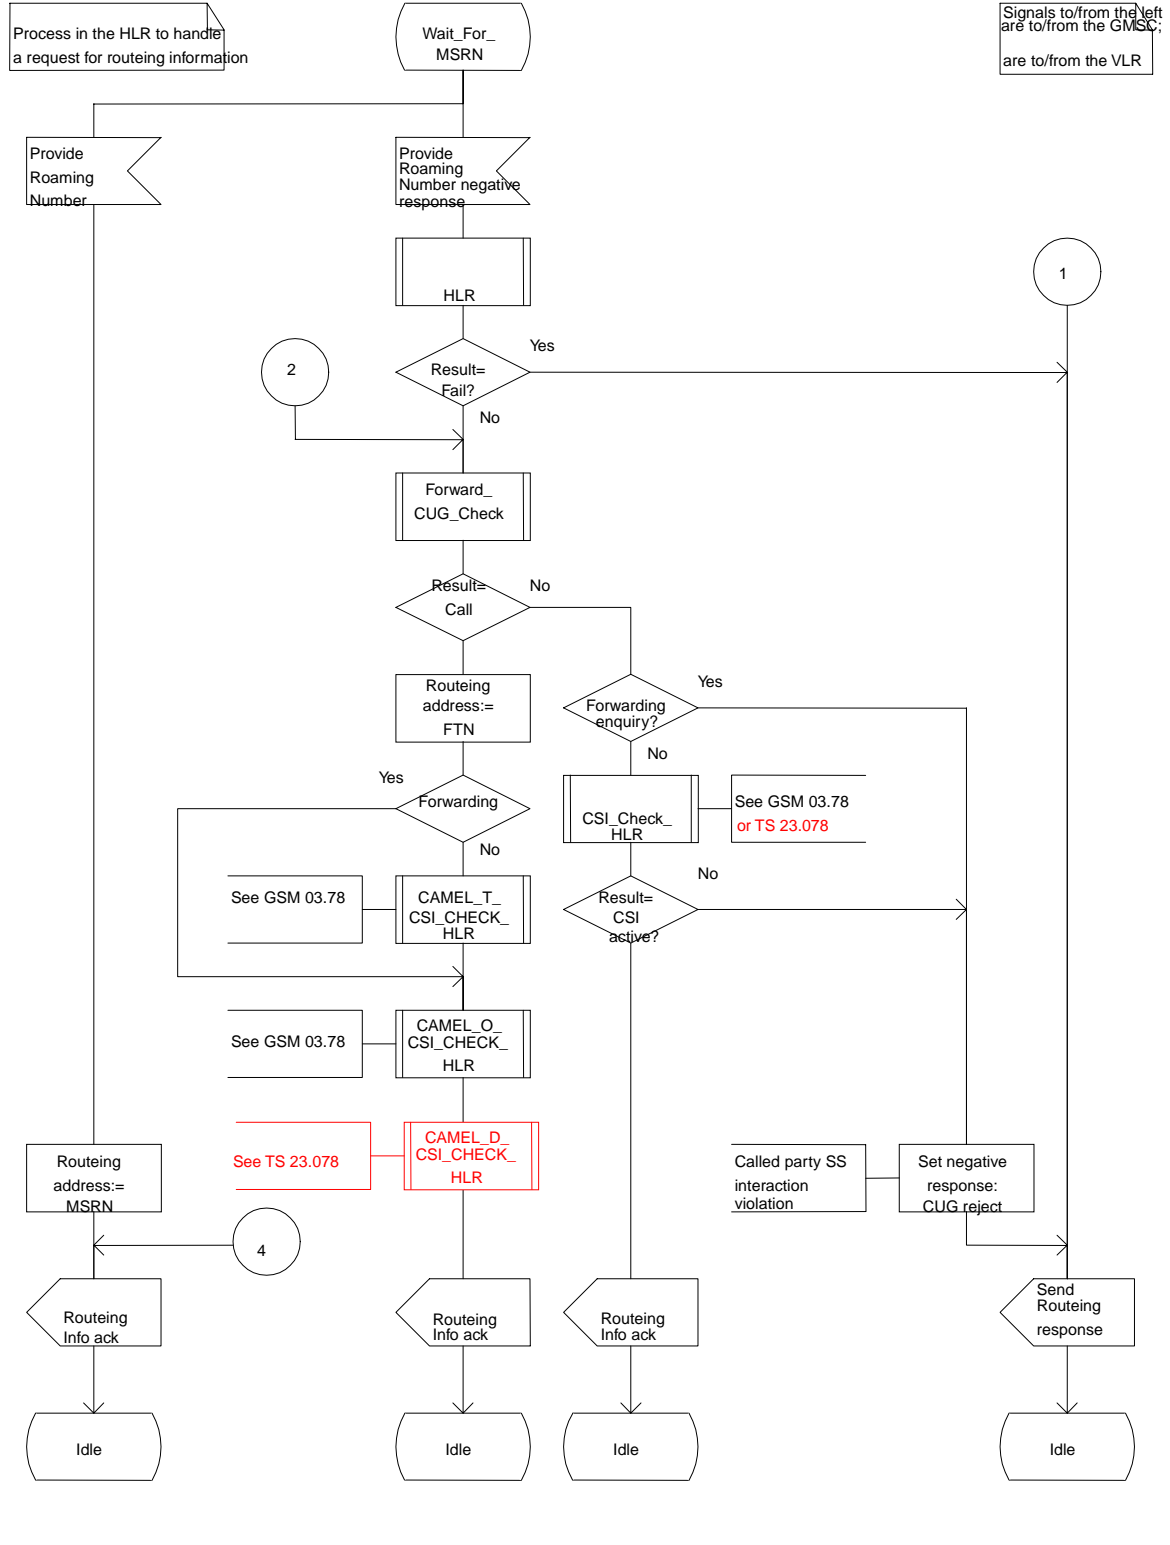 Process in the HLR to handle
a request for routeing information
Wait_For_
MSRN
Signals to/from the left
are to/from the GMSC;
are to/from the VLR
Provide
Roaming
Number
Provide
Roaming
Number negative
response
HLR
1
Yes
Result=
Fail?
2
No
Forward_
CUG_Check
Result=
Call
No
Routeing
address:=
FTN
Forwarding
enquiry?
Yes
No
Yes
Forwarding
No
CSI_Check_
HLR
See GSM 03.78
or TS 23.078
See GSM 03.78
CAMEL_T_
CSI_CHECK_
HLR
Result=
CSI
active?
No
See GSM 03.78
CAMEL_O_
CSI_CHECK_
HLR
See TS 23.078
CAMEL_D_
CSI_CHECK_
HLR
Routeing
address:=
MSRN
Called party SS
interaction
violation
Set negative
response:
CUG reject
4
Routeing
Info ack
Routeing
Info ack
Routeing
Info ack
Send
Routeing
response
Idle
Idle
Idle
Idle